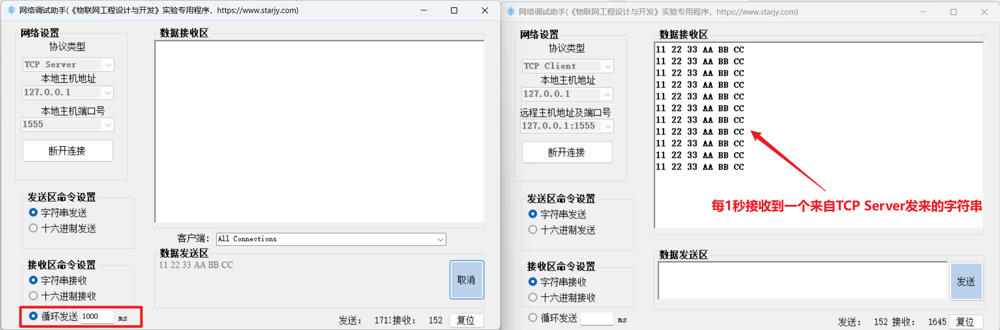 网络调试助手(《物联网工程设计与开发》实验专用程序，https://www.starjy.com)
网络设置
协议类型
TCP Server
本地主机地址
127.0.0.1
本地主机端口号
1555
断开连接
发送区命令设置
字符串发送
十六进制发送
接收区命令设置
字符串接收
十六进制接收
循环发送 1000 ms
数据接收区
客户端： All Connections
数据发送区
11 22 33 AA BB CC
取消
发送： 1713 接收： 152 复位
网络调试助手(《物联网工程设计与开发》实验专用程序，https://www.starjy.com)
网络设置
协议类型
TCP Client
本地主机地址
127.0.0.1
远程主机地址及端口号
127.0.0.1:1555
断开连接
发送区命令设置
字符串发送
十六进制发送
接收区命令设置
字符串接收
十六进制接收
循环发送 ms
数据接收区
11 22 33 AA BB CC
11 22 33 AA BB CC
11 22 33 AA BB CC
11 22 33 AA BB CC
11 22 33 AA BB CC
11 22 33 AA BB CC
11 22 33 AA BB CC
11 22 33 AA BB CC
11 22 33 AA BB CC
11 22 33 AA BB CC
11 22 33 AA BB CC
每1秒接收到一个来自TCP Server发来的字符串
数据发送区
发送
发送： 152 接收： 1645 复位